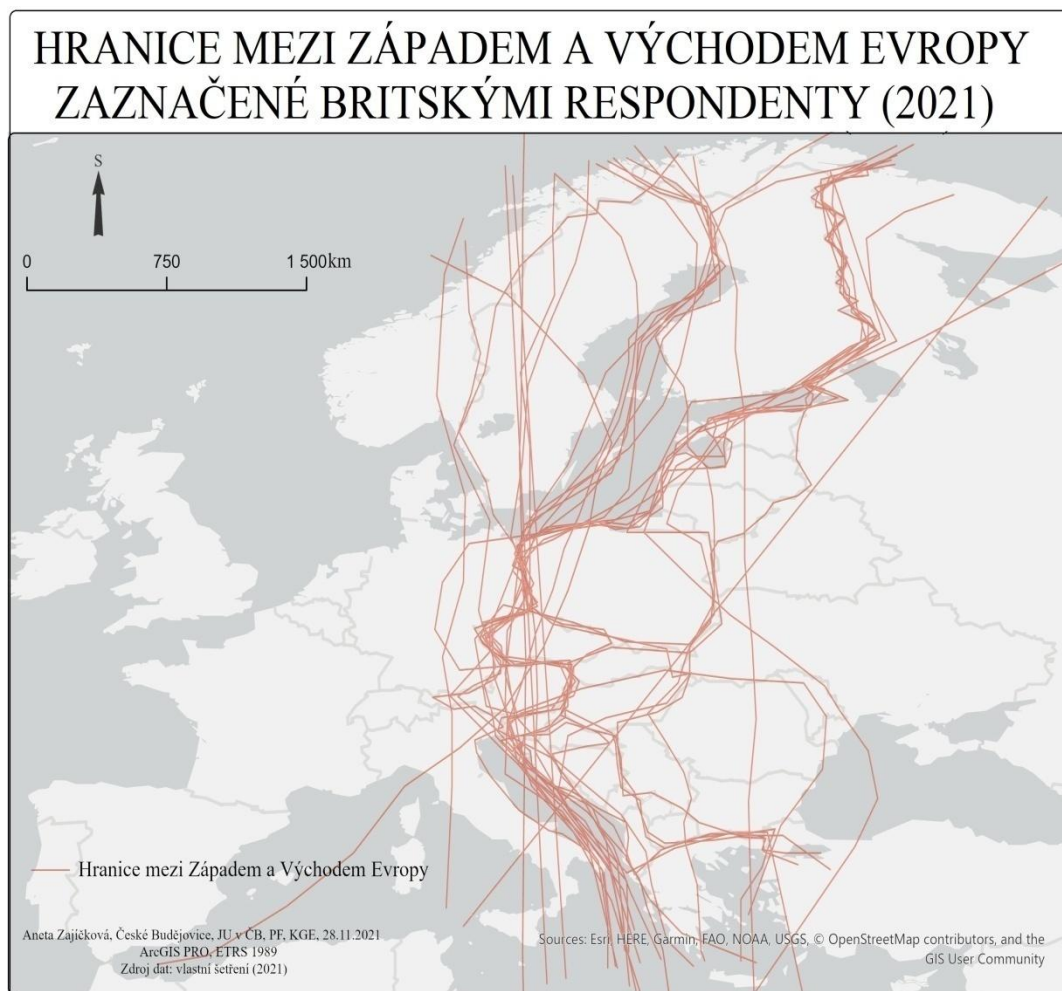 HRANICE MEZI ZÁPADEM A VÝCHODEM EVROPY
ZAZNAČENÉ BRITSKÝMI RESPONDENTY (2021)
S
0 750 1 500km
Hranice mezi Západem a Východem Evropy
Aneta Zajíčková, České Budějovice, JU v ČB, PF, KGE, 28.11.2021
ArcGIS PRO, ETRS 1989
Zdroj dat: vlastní šetření (2021)
Sources: Esri, HERE, Garmin, FAO, NOAA, USGS, © OpenStreetMap contributors, and the
GIS User Community